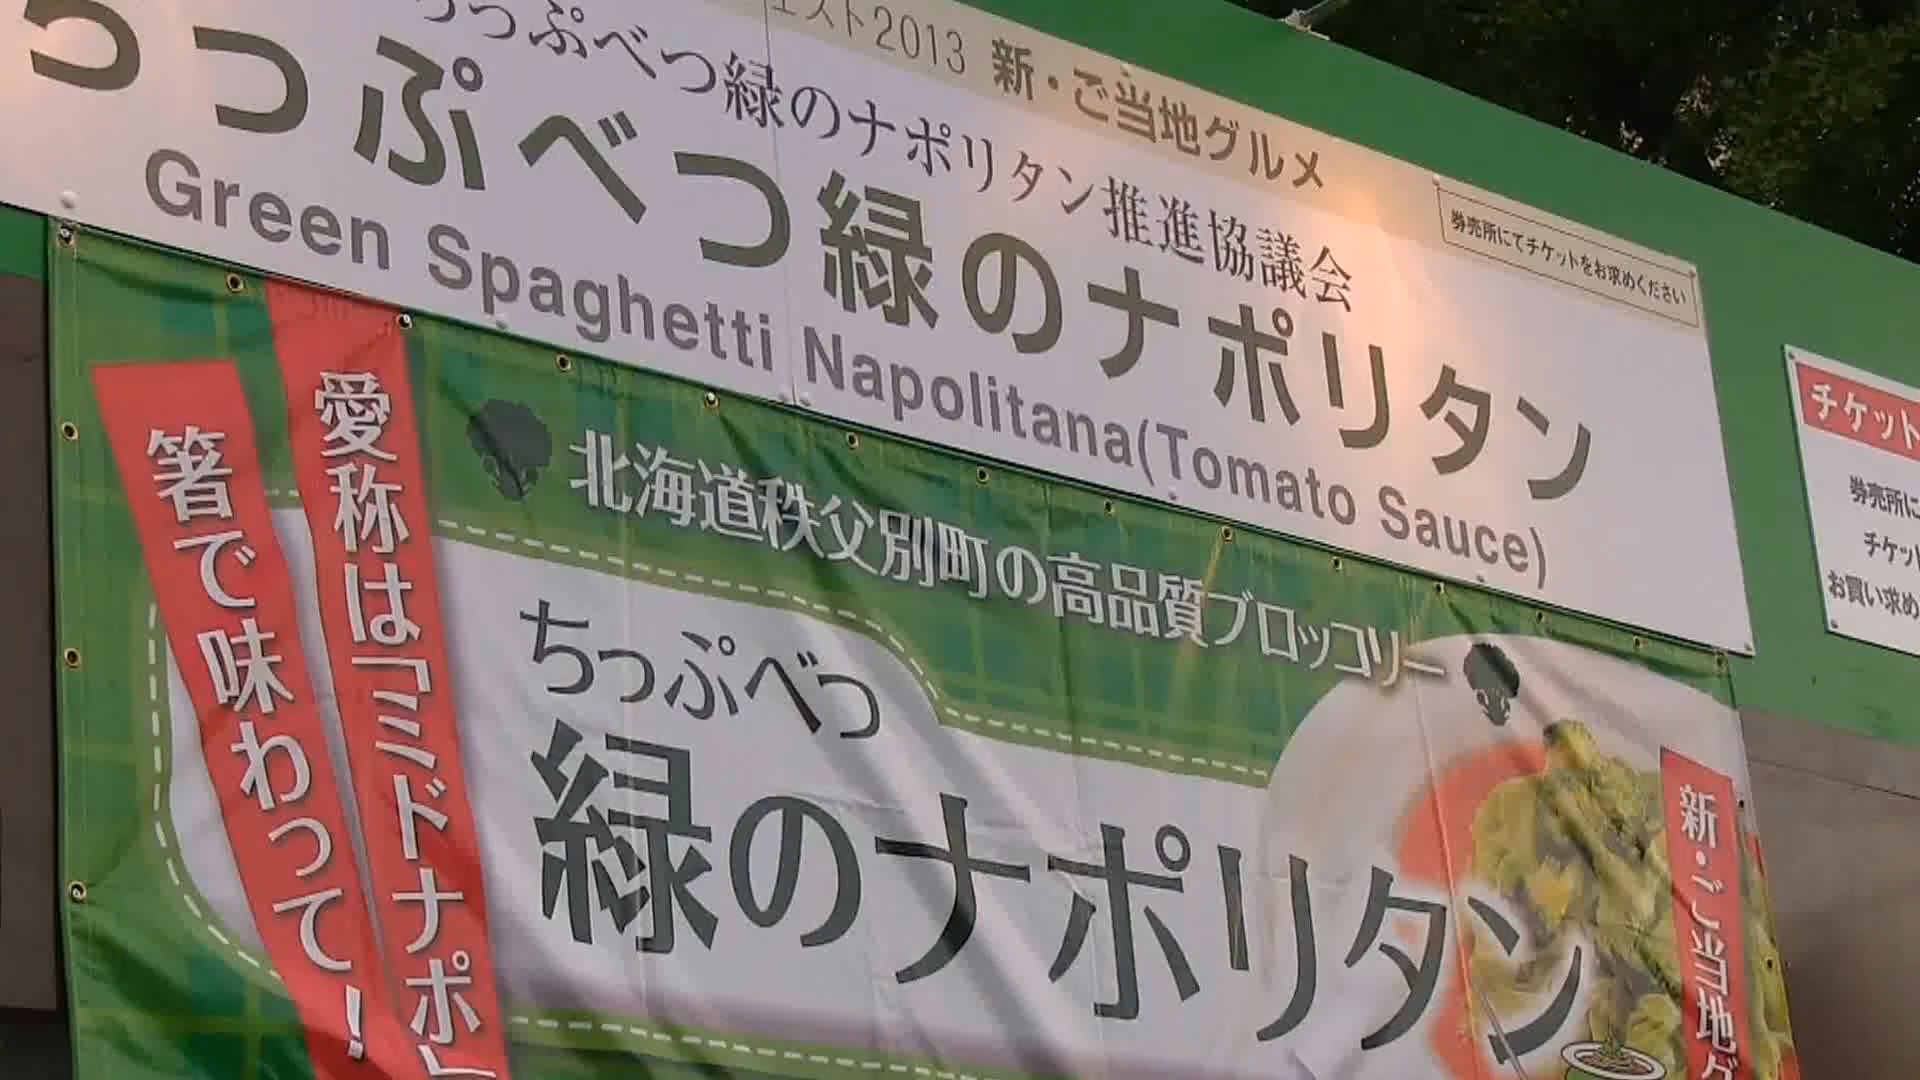 ェスト2013 新・ご当地グルメ
ちっぷべつ緑のナポリタン推進協議会
ちっぷべつ緑のナポリタン
Green Spaghetti Napolitana(Tomato Sauce)
券売所にてチケットをお求めください
チケット
券売所に
チケッ
お買い求め
愛称は「ミドナポ」
箸で味わって!
北海道秩父別町の高品質ブロッコリー
ちっぷべつ
緑のナポリタン
新・ご当地グ